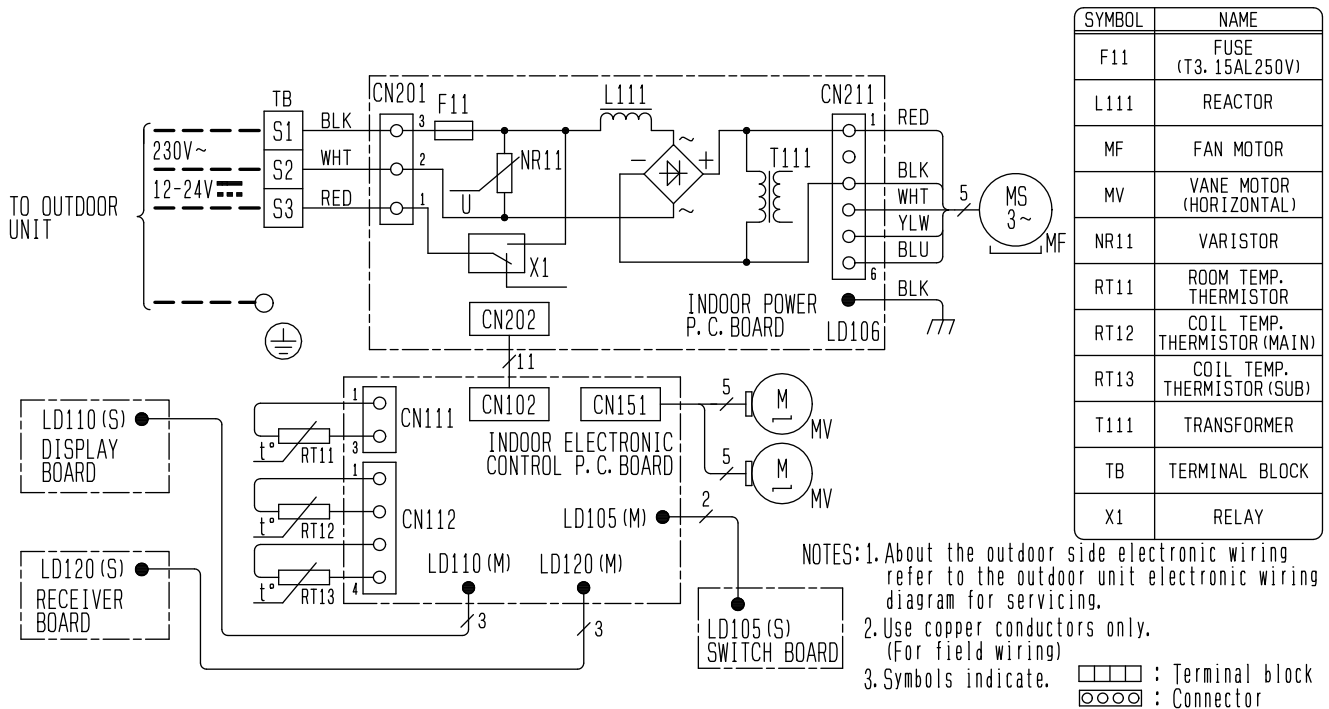 SYMBOL NAME
F11 FUSE
(T3.15AL250V)
L111 REACTOR
MF FAN MOTOR
MV VANE MOTOR
(HORIZONTAL)
NR11 VARISTOR
RT11 ROOM TEMP.
THERMISTOR
RT12 COIL TEMP.
THERMISTOR(MAIN)
RT13 COIL TEMP.
THERMISTOR(SUB)
T111 TRANSFORMER
TB TERMINAL BLOCK
X1 RELAY
TO OUTDOOR
UNIT
230V~
12-24V
TB
S1
S2
S3
BLK
WHT
RED
CN201
3
2
1
F11
NR11
U
X1
L111
~
−
+
~
T111
CN211
1
6
RED
BLK
WHT
YLW
BLU
BLK
5
MS
3~
MF
INDOOR POWER
P.C.BOARD
LD106
CN202
11
CN102
CN151
INDOOR ELECTRONIC
CONTROL P.C.BOARD
5
M
MV
5
M
MV
CN111
1
3
t°
RT11
CN112
1
4
t°
RT12
t°
RT13
LD110(S)
DISPLAY
BOARD
LD120(S)
RECEIVER
BOARD
LD110(M)
3
LD120(M)
3
LD105(M)
2
LD105(S)
SWITCH BOARD
NOTES:1.About the outdoor side electronic wiring
refer to the outdoor unit electronic wiring
diagram for servicing.
2.Use copper conductors only.
(For field wiring)
3.Symbols indicate.
: Terminal block
: Connector